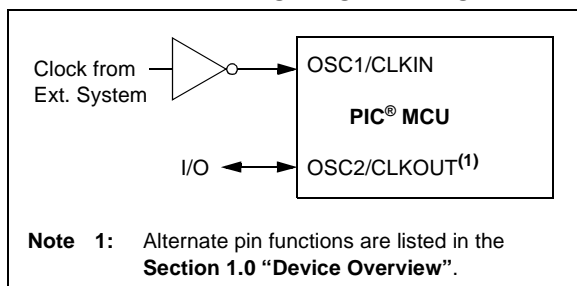 Clock from
Ext. System
OSC1/CLKIN
PIC® MCU
I/O
OSC2/CLKOUT(1)
Note 1: Alternate pin functions are listed in the
Section 1.0 “Device Overview”.